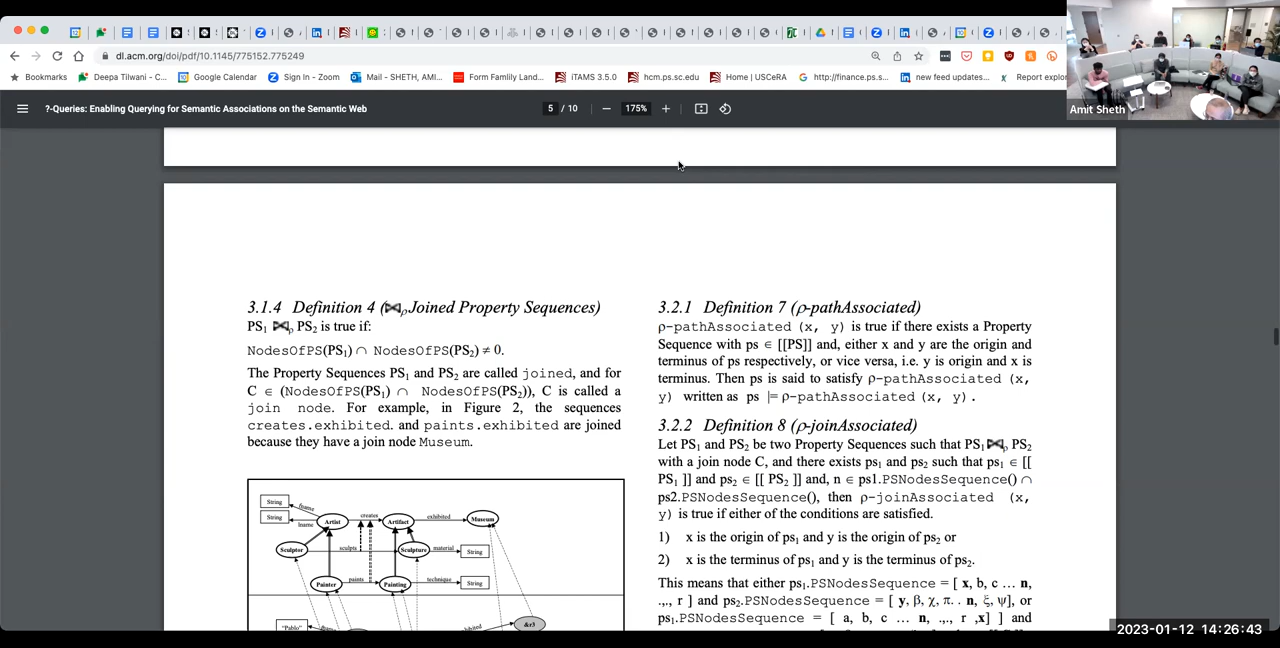 dl.acm.org/doi/pdf/10.1145/775152.775249
Bookmarks
Deepa Tilwani - C...
Google Calendar
Sign In - Zoom
Mail - SHETH, AMI...
Form Famliy Land...
iTAMS 3.5.0
hcm.ps.sc.edu
Home | USCeRA
http://finance.ps.s...
new feed updates...
Report explor
Amit Sheth
?-Queries: Enabling Querying for Semantic Associations on the Semantic Web
5 / 10
175%
3.1.4 Definition 4 (⋈ρ Joined Property Sequences)
PS1 ⋈ρ PS2 is true if:
NodesOfPS(PS1) ∩ NodesOfPS(PS2) ≠ 0.
The Property Sequences PS1 and PS2 are called joined, and for
C ∈ (NodesOfPS(PS1) ∩ NodesOfPS(PS2)), C is called a
join node. For example, in Figure 2, the sequences
creates.exhibited. and paints.exhibited are joined
because they have a join node Museum.
String
fname
String
lname
Artist
creates
Artifact
exhibited
Museum
Sculptor
sculpts
Sculpture
material
String
Painter
paints
Painting
technique
String
"Pablo"
&r3
3.2.1 Definition 7 (ρ-pathAssociated)
ρ-pathAssociated (x, y) is true if there exists a Property
Sequence with ps ∈ [[PS]] and, either x and y are the origin and
terminus of ps respectively, or vice versa, i.e. y is origin and x is
terminus. Then ps is said to satisfy ρ-pathAssociated (x,
y) written as ps |= ρ-pathAssociated (x, y).
3.2.2 Definition 8 (ρ-joinAssociated)
Let PS1 and PS2 be two Property Sequences such that PS1 ⋈ρ PS2
with a join node C, and there exists ps1 and ps2 such that ps1 ∈ [[
PS1 ]] and ps2 ∈ [[ PS2 ]] and, n ∈ ps1.PSNodesSequence() ∩
ps2.PSNodesSequence(), then ρ-joinAssociated (x,
y) is true if either of the conditions are satisfied.
1) x is the origin of ps1 and y is the origin of ps2 or
2) x is the terminus of ps1 and y is the terminus of ps2.
This means that either ps1.PSNodesSequence = [ x, b, c … n,
.,., r ] and ps2.PSNodesSequence = [ y, β, χ, π. . n, ξ, ψ], or
ps1.PSNodesSequence = [ a, b, c … n, .,., r ,x] ] and
2023-01-12 14:26:43